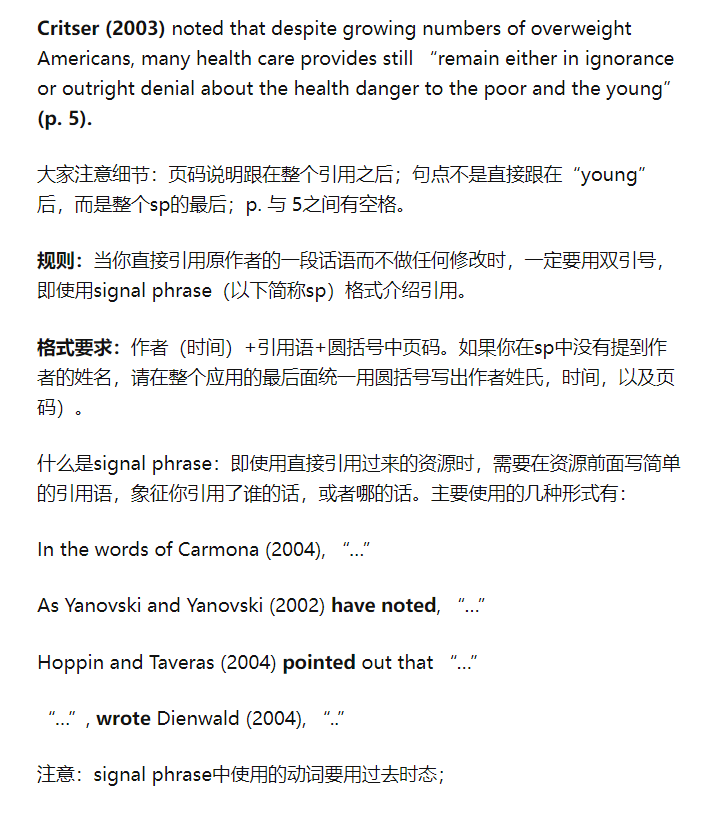 Critser (2003) noted that despite growing numbers of overweight
Americans, many health care provides still “remain either in ignorance
or outright denial about the health danger to the poor and the young”
(p. 5).
大家注意细节：页码说明跟在整个引用之后；句点不是直接跟在“young”
后，而是整个sp的最后；p. 与 5之间有空格。
规则：当你直接引用原作者的一段话语而不做任何修改时，一定要用双引号，
即使用signal phrase（以下简称sp）格式介绍引用。
格式要求：作者（时间）+引用语+圆括号中页码。如果你在sp中没有提到作
者的姓名，请在整个应用的最后面统一用圆括号写出作者姓氏，时间，以及页
码）。
什么是signal phrase：即使用直接引用过来的资源时，需要在资源前面写简单
的引用语，象征你引用了谁的话，或者哪的话。主要使用的几种形式有：
In the words of Carmona (2004), “…”
As Yanovski and Yanovski (2002) have noted, “…”
Hoppin and Taveras (2004) pointed out that “…”
“…”, wrote Dienwald (2004), “..”
注意：signal phrase中使用的动词要用过去时态；